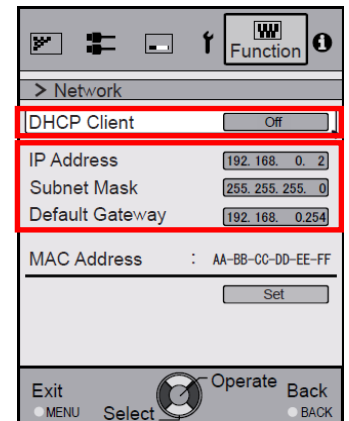 Function
> Network
DHCP Client Off
IP Address 192. 168. 0. 2
Subnet Mask 255. 255. 255. 0
Default Gateway 192. 168. 0.254
MAC Address : AA-BB-CC-DD-EE-FF
Set
Exit Operate Back
MENU Select BACK